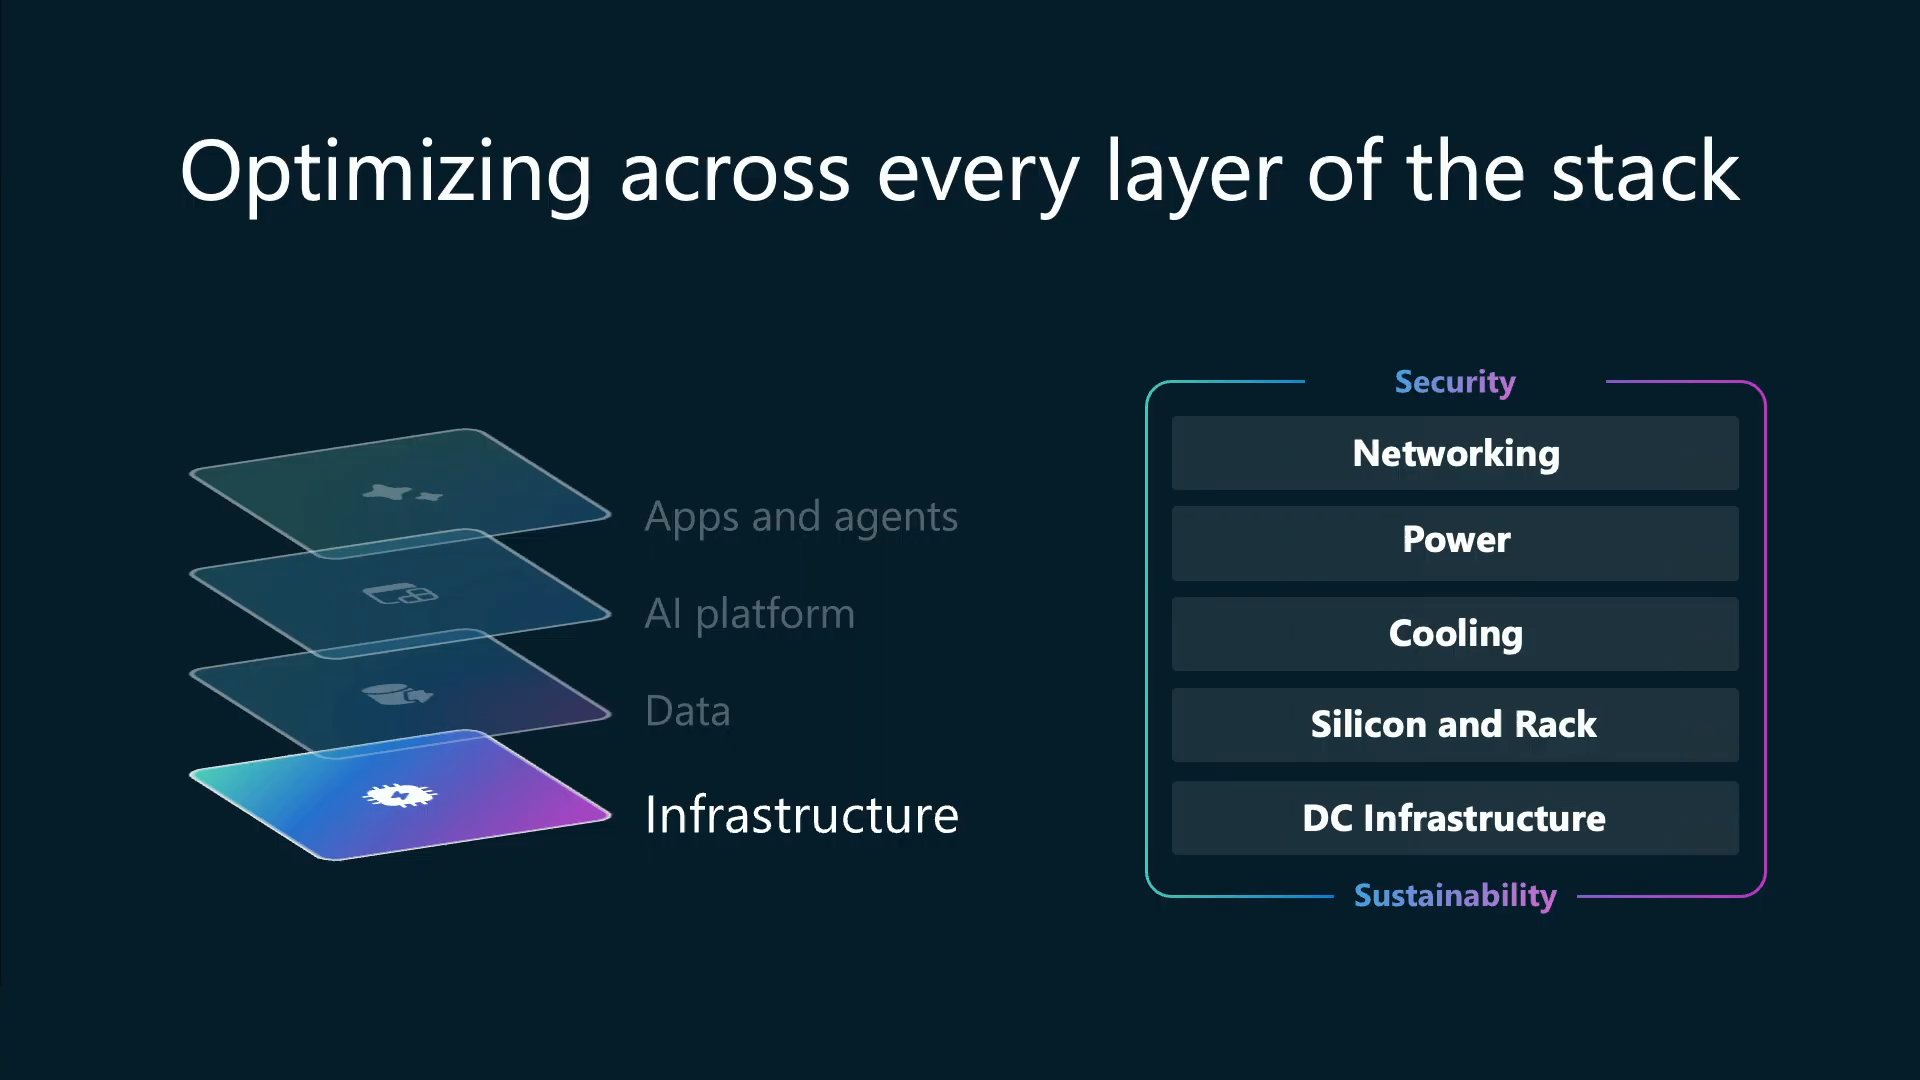 Optimizing across every layer of the stack
Apps and agents
AI platform
Data
Infrastructure
Security
Networking
Power
Cooling
Silicon and Rack
DC Infrastructure
Sustainability